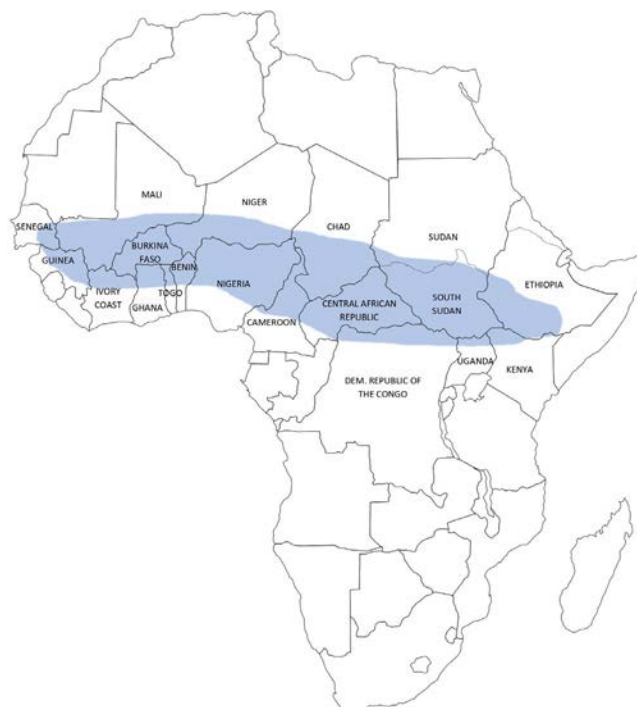 MALI
NIGER
CHAD
SENEGAL
SUDAN
BURKINA
FASO
GUINEA
BENIN
ETHIOPIA
NIGERIA
IVORY
COAST
TOGO
GHANA
CENTRAL AFRICAN
REPUBLIC
SOUTH
SUDAN
CAMEROON
UGANDA
KENYA
DEM. REPUBLIC OF
THE CONGO